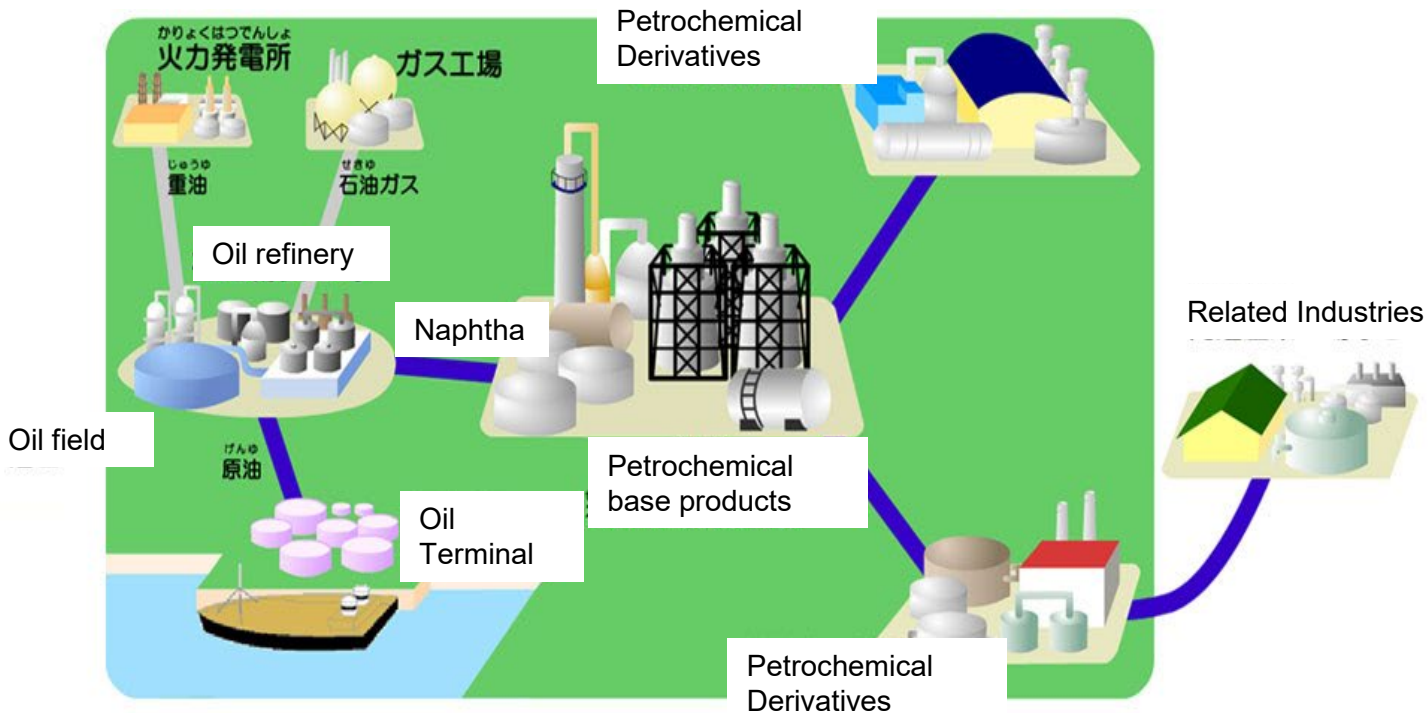 かりょくはつでんしょ
火力発電所
ガス工場
Petrochemical
Derivatives
じゅうゆ
重油
せきゆ
石油ガス
Oil refinery
Naphtha
Related Industries
Oil field
げんゆ
原油
Petrochemical
base products
Oil
Terminal
Petrochemical
Derivatives